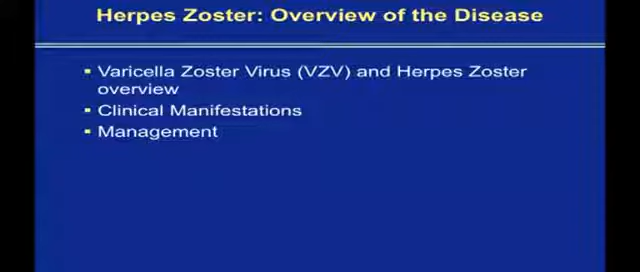 Herpes Zoster: Overview of the Disease
▪ Varicella Zoster Virus (VZV) and Herpes Zoster
overview
▪ Clinical Manifestations
▪ Management